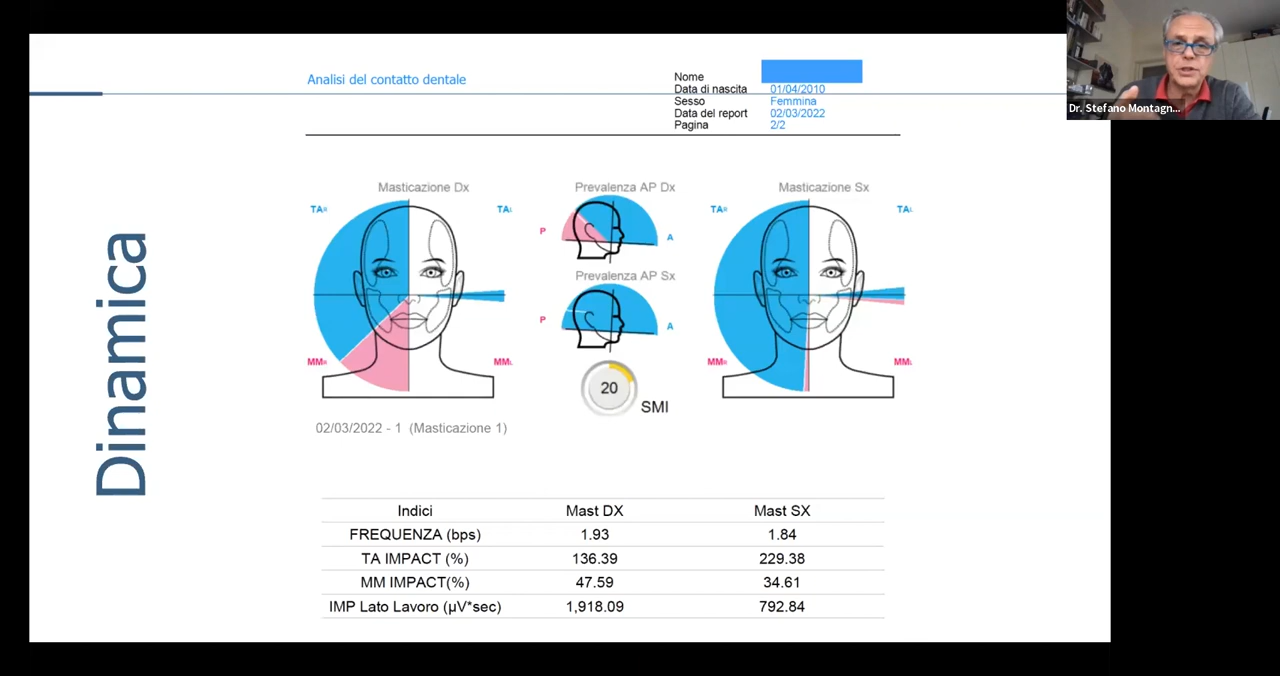 Analisi del contatto dentale
Nome
Data di nascita 01/04/2010
Sesso Femmina
Data del report 02/03/2022
Pagina 2/2
Dr. Stefano Montagn...
Dinamica
Masticazione Dx
TAR TAL
MMR MML
02/03/2022 - 1 (Masticazione 1)
Prevalenza AP Dx
P A
Prevalenza AP Sx
P A
20 SMI
Masticazione Sx
TAR TAL
MMR MML
Indici Mast DX Mast SX
FREQUENZA (bps) 1.93 1.84
TA IMPACT (%) 136.39 229.38
MM IMPACT(%) 47.59 34.61
IMP Lato Lavoro (µV*sec) 1,918.09 792.84